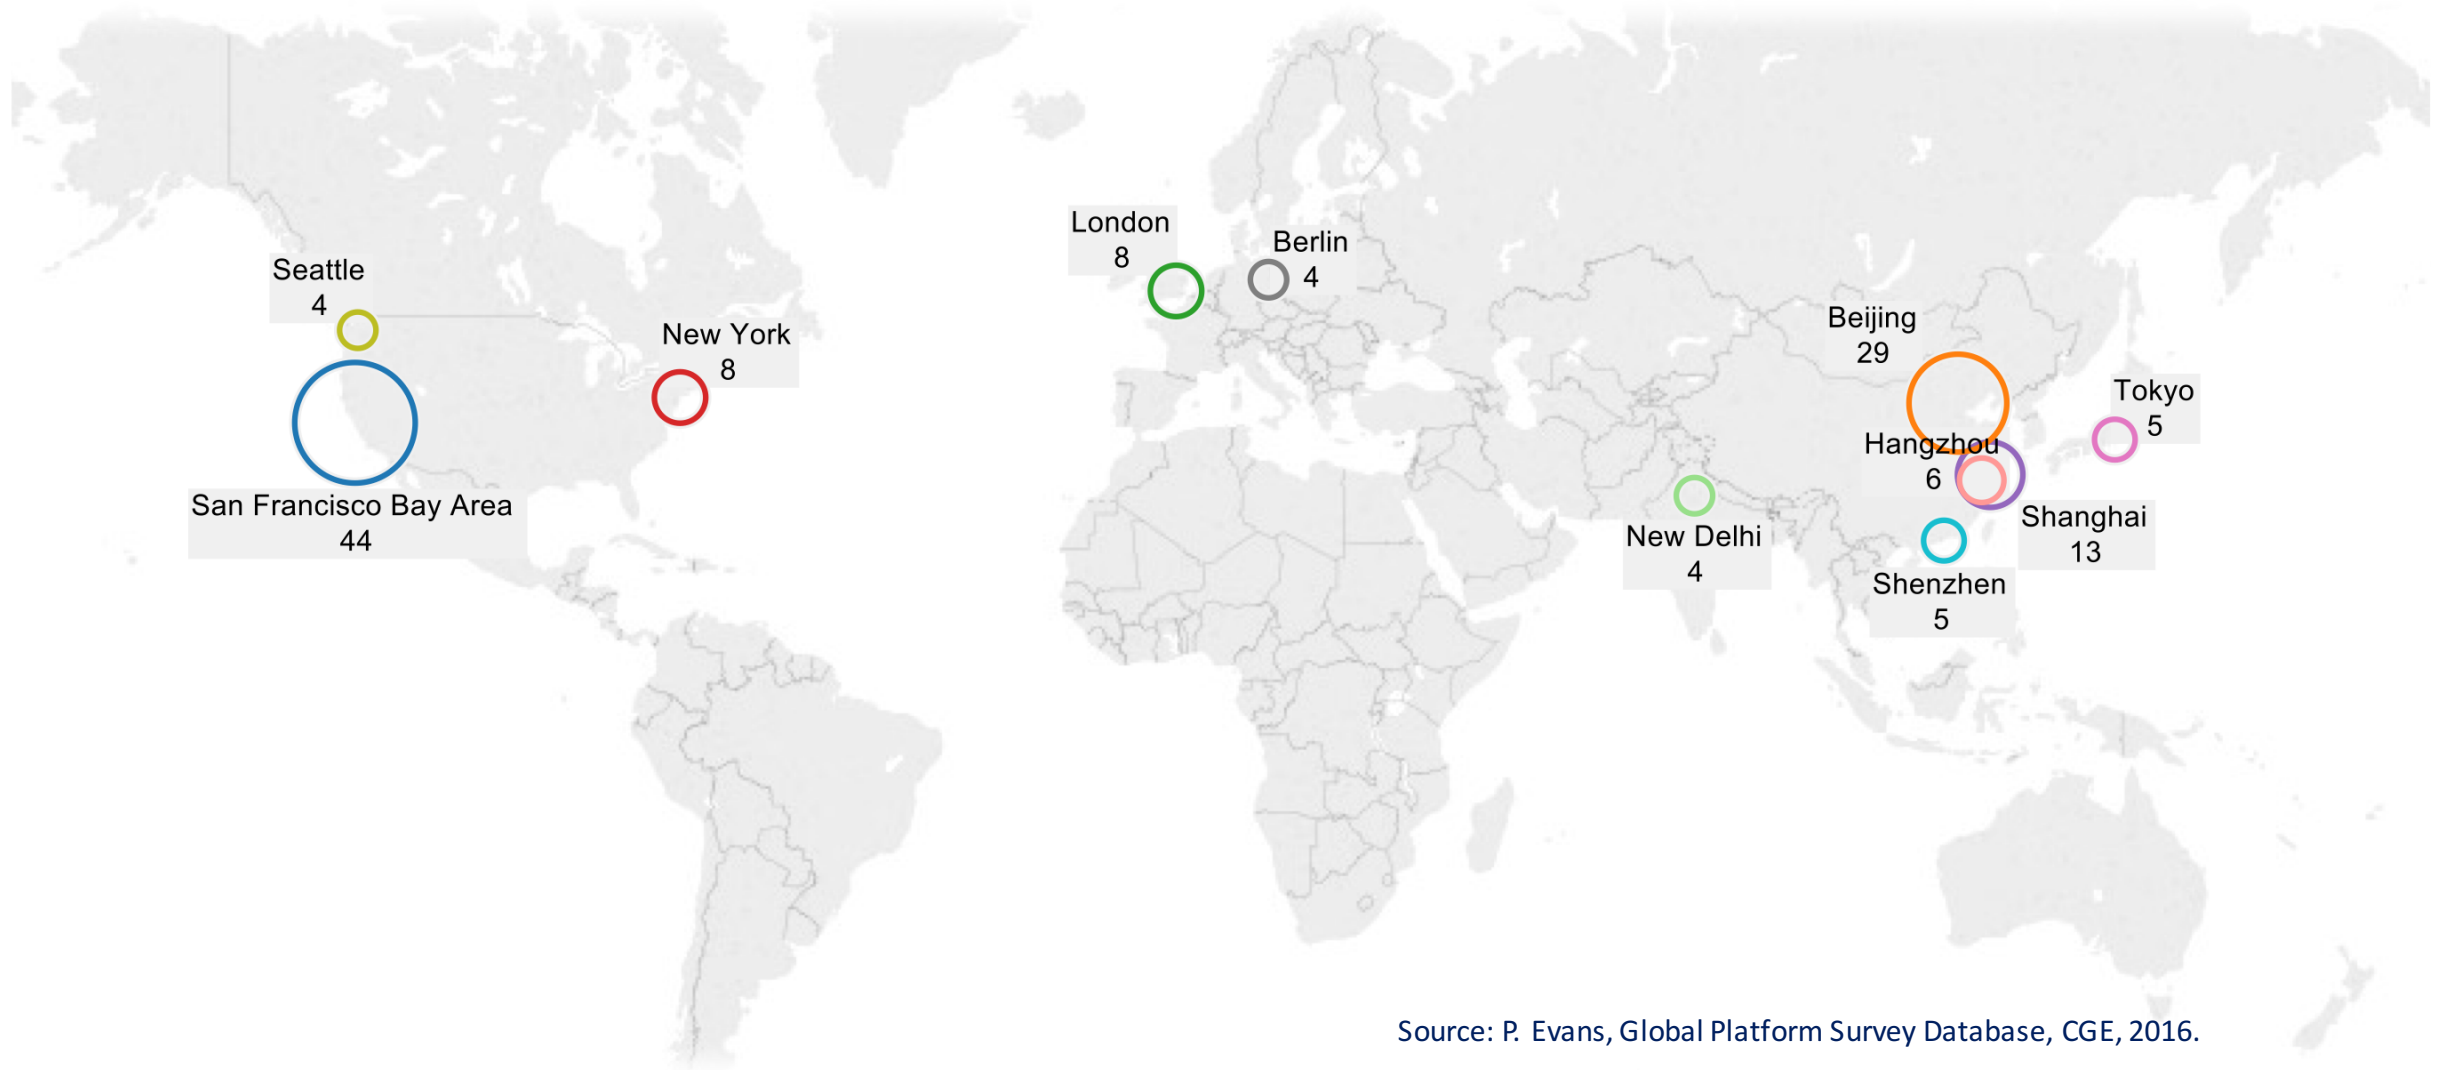 London
8
Berlin
4
Seattle
4
New York
8
Beijing
29
Tokyo
5
Hangzhou
6
San Francisco Bay Area
44
Shanghai
13
New Delhi
4
Shenzhen
5
Source: P. Evans, Global Platform Survey Database, CGE, 2016.